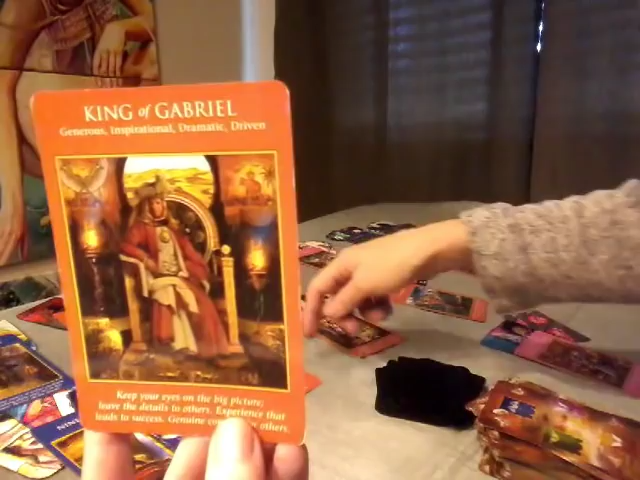 KING of GABRIEL
Generous, Inspirational, Dramatic, Driven
Keep your eyes on the big picture;
leave the details to others. Experience that
leads to success. Genuine others.